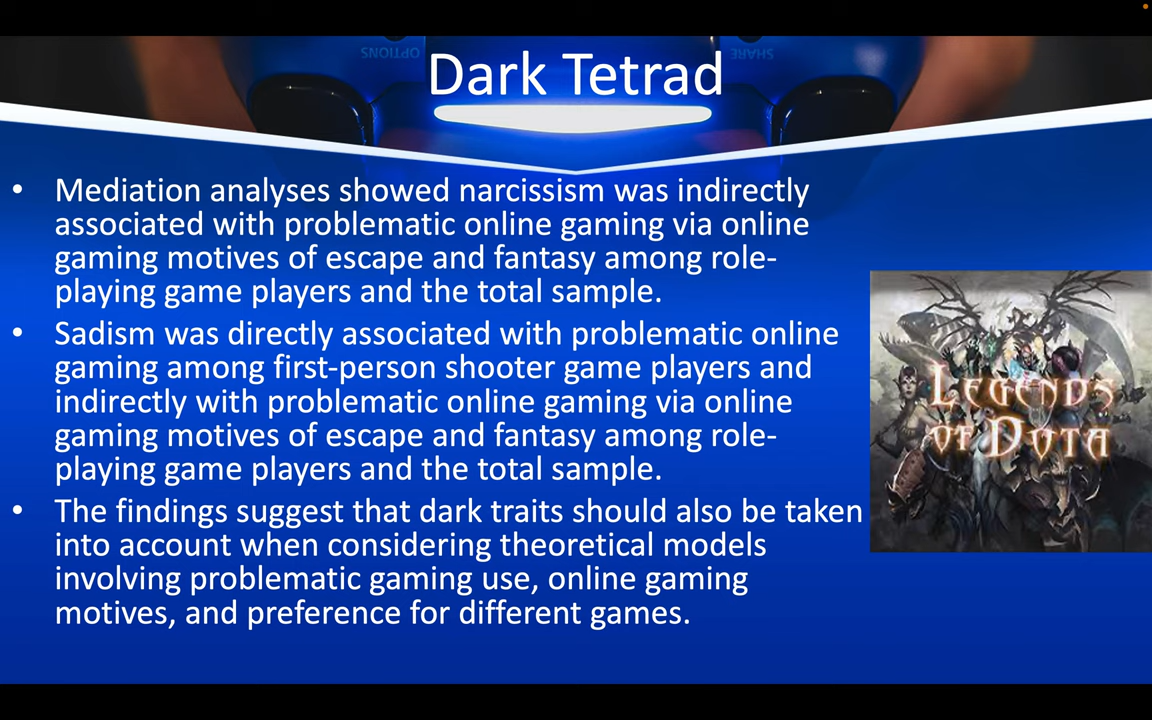 OPTIONS
SHARE
Dark Tetrad
• Mediation analyses showed narcissism was indirectly
associated with problematic online gaming via online
gaming motives of escape and fantasy among role-
playing game players and the total sample.
• Sadism was directly associated with problematic online
gaming among first-person shooter game players and
indirectly with problematic online gaming via online
gaming motives of escape and fantasy among role-
playing game players and the total sample.
• The findings suggest that dark traits should also be taken
into account when considering theoretical models
involving problematic gaming use, online gaming
motives, and preference for different games.
LEGENDS
OF DOTA